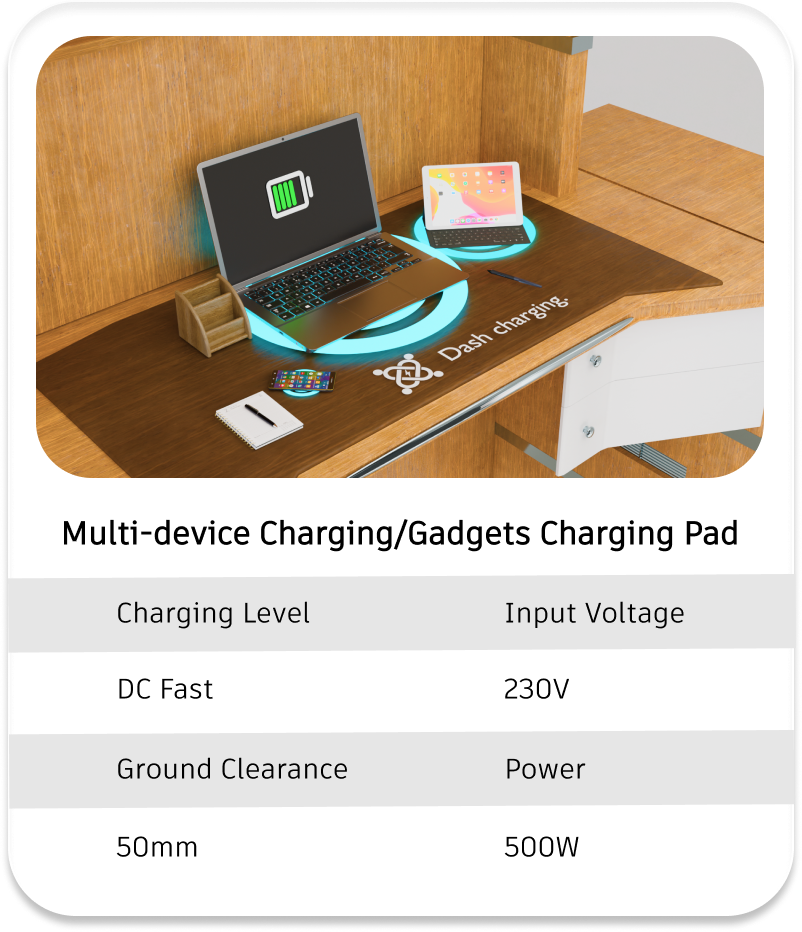 Dash charging.
Multi-device Charging/Gadgets Charging Pad
Charging Level Input Voltage
DC Fast 230V
Ground Clearance Power
50mm 500W